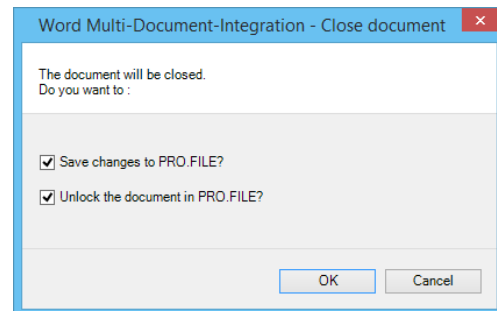 Word Multi-Document-Integration - Close document
The document will be closed.
Do you want to :
Save changes to PRO.FILE?
Unlock the document in PRO.FILE?
OK Cancel